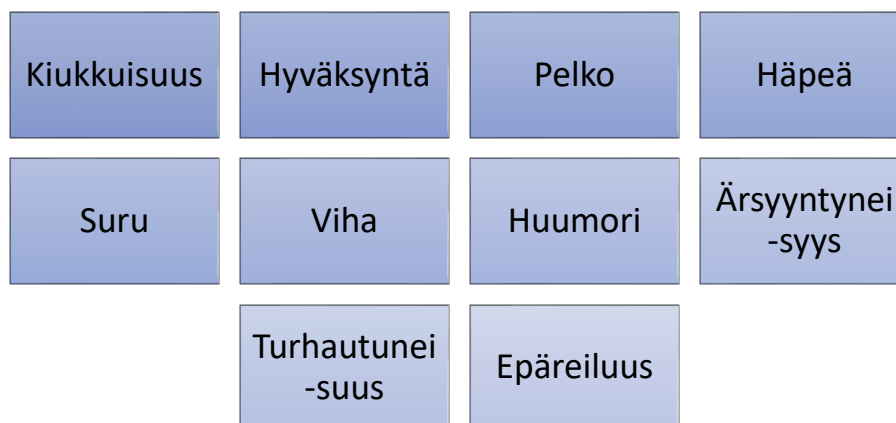 Kiukkuisuus
Hyväksyntä
Pelko
Häpeä
Suru
Viha
Huumori
Ärsyyntynei
-syys
Turhautunei
-suus
Epäreiluus